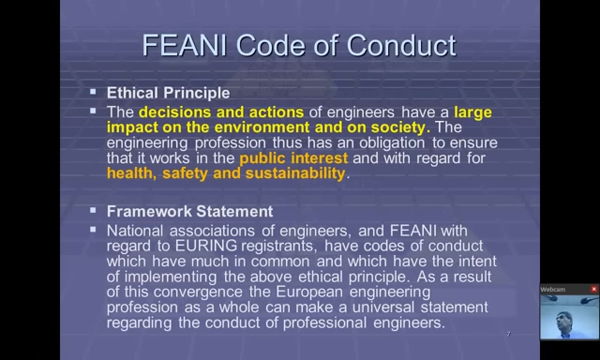 FEANI Code of Conduct
Ethical Principle
The decisions and actions of engineers have a large
impact on the environment and on society. The
engineering profession thus has an obligation to ensure
that it works in the public interest and with regard for
health, safety and sustainability.
Framework Statement
National associations of engineers, and FEANI with
regard to EURING registrants, have codes of conduct
which have much in common and which have the intent
of implementing the above ethical principle. As a result
of this convergence the European engineering
profession as a whole can make a universal statement
regarding the conduct of professional engineers.
7
Webcam